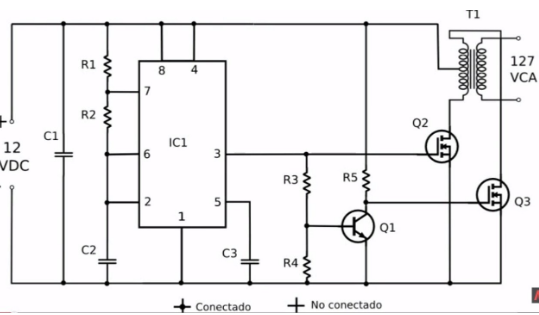 T1
127
VCA
R1
8
4
7
R2
Q2
C1
IC1
+
12
VDC
6
3
R3
R5
Q3
2
5
Q1
1
C2
C3
R4
Conectado
No conectado